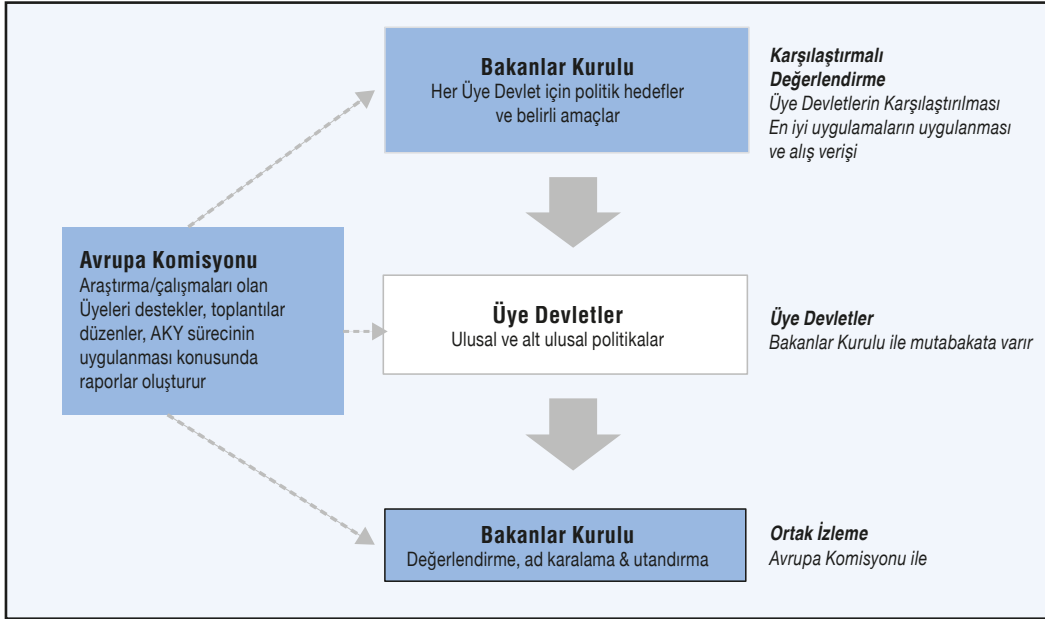 Bakanlar Kurulu
Her Üye Devlet için politik hedefler
ve belirli amaçlar
Karşılaştırmalı
Değerlendirme
Üye Devletlerin Karşılaştırılması
En iyi uygulamaların uygulanması
ve alış verişi
Avrupa Komisyonu
Araştırma/çalışmaları olan
Üyeleri destekler, toplantılar
düzenler, AKY sürecinin
uygulanması konusunda
raporlar oluşturur
Üye Devletler
Ulusal ve alt ulusal politikalar
Üye Devletler
Bakanlar Kurulu ile mutabakata varır
Bakanlar Kurulu
Değerlendirme, ad karalama & utandırma
Ortak İzleme
Avrupa Komisyonu ile